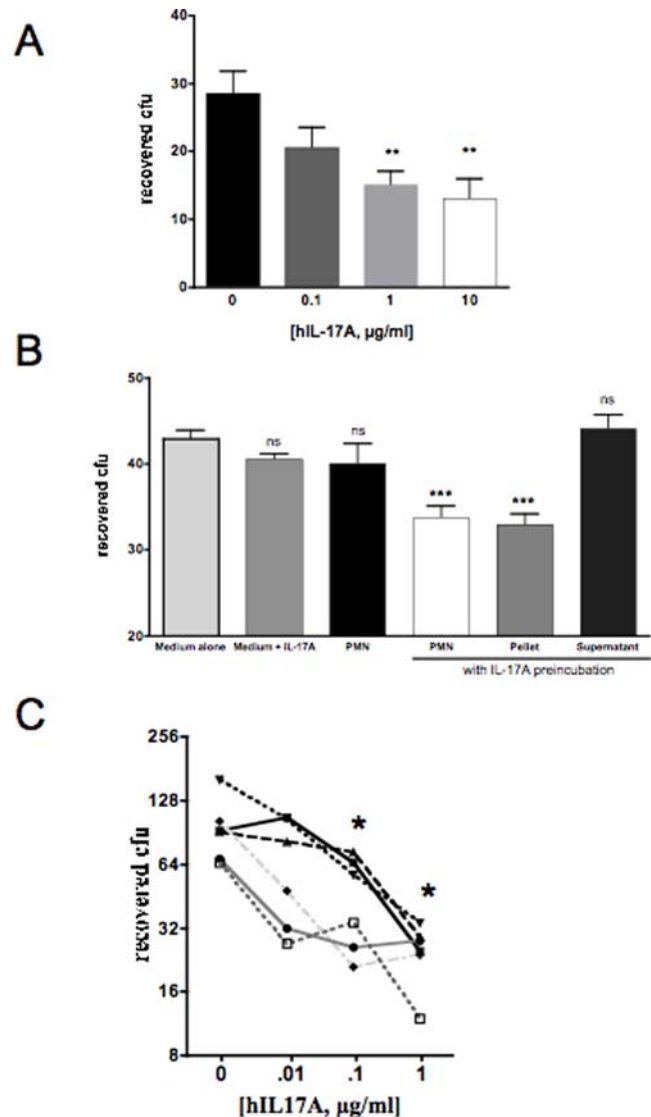 A
40
30
20
10
0
recovered cfu
** **
0 0.1 1 10
[hIL-17A, µg/ml]
B
50
40
30
20
recovered cfu
ns ns *** *** ns
Medium alone Medium + IL-17A PMN PMN Pellet Supernatant
with IL-17A preincubation
C
256
128
64
32
16
8
recovered cfu
* *
0 .01 .1 1
[hIL17A, µg/ml]